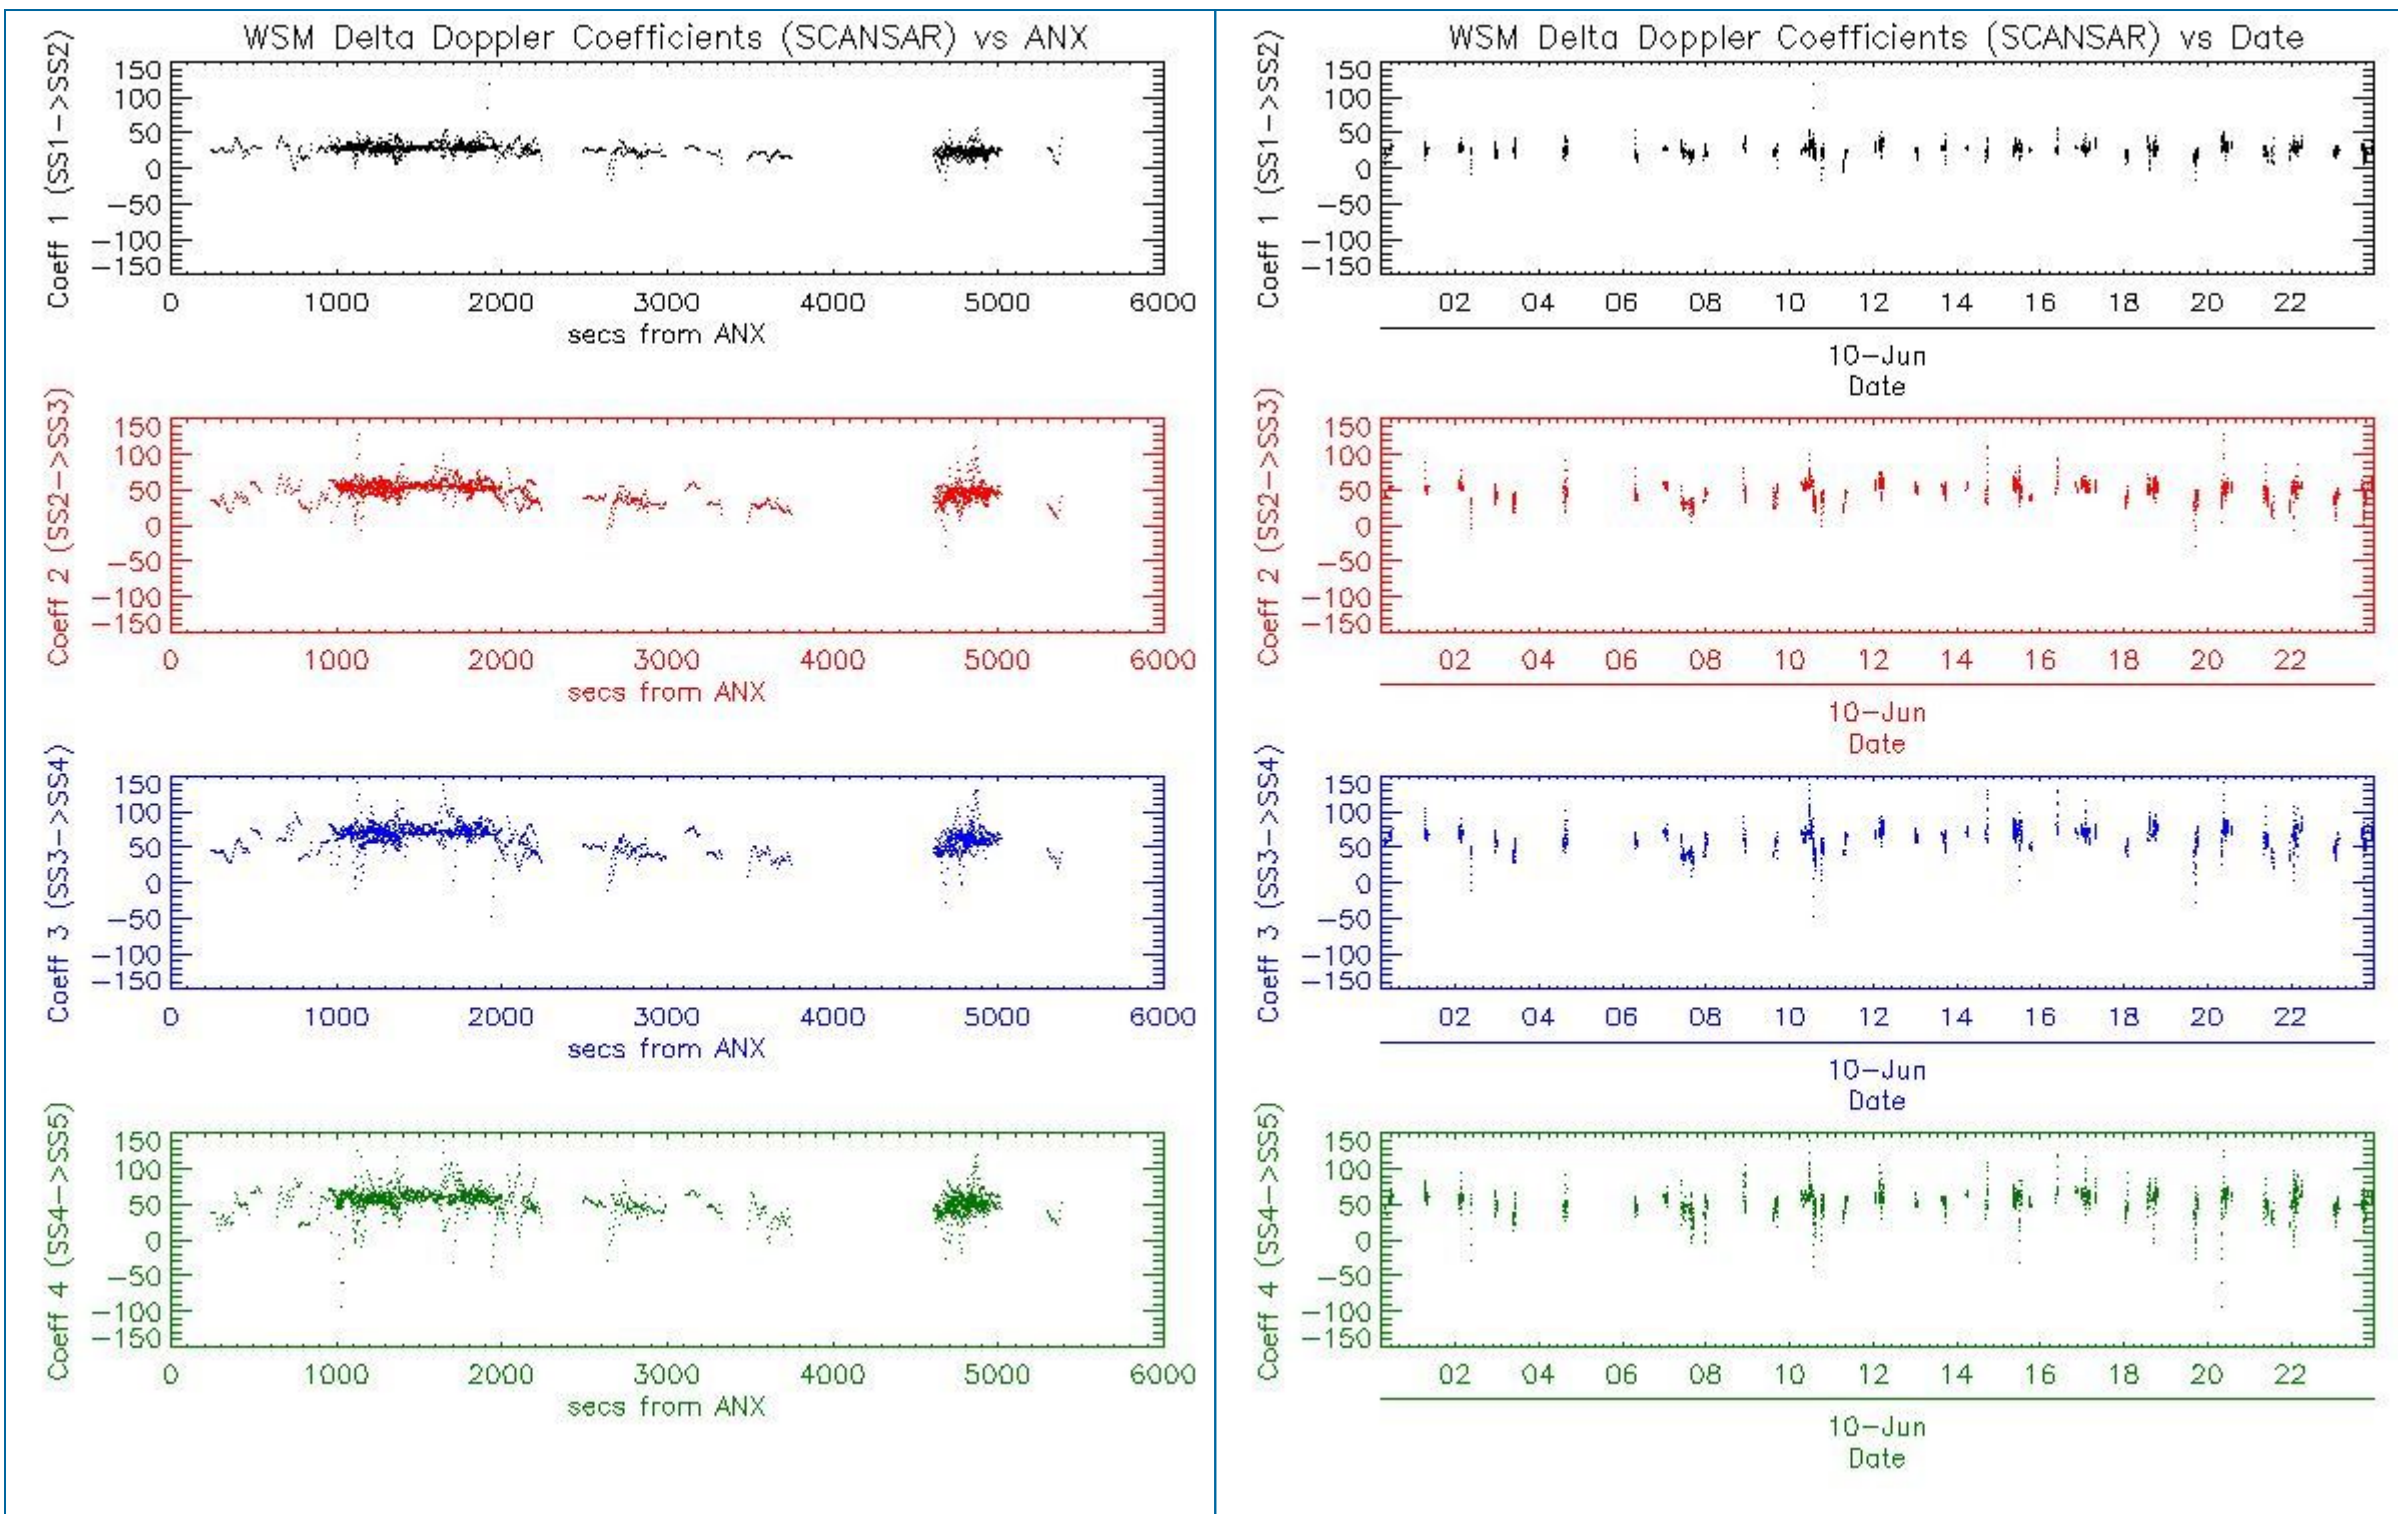 WSM Delta Doppler Coefficients (SCANSAR) vs ANX
Coeff 1 (SS1->SS2)
150
100
50
0
-50
-100
-150
0 1000 2000 3000 4000 5000 6000
secs from ANX
Coeff 2 (SS2->SS3)
150
100
50
0
-50
-100
-150
0 1000 2000 3000 4000 5000 6000
secs from ANX
Coeff 3 (SS3->SS4)
150
100
50
0
-50
-100
-150
0 1000 2000 3000 4000 5000 6000
secs from ANX
Coeff 4 (SS4->SS5)
150
100
50
0
-50
-100
-150
0 1000 2000 3000 4000 5000 6000
secs from ANX
WSM Delta Doppler Coefficients (SCANSAR) vs Date
Coeff 1 (SS1->SS2)
150
100
50
0
-50
-100
-150
02 04 06 08 10 12 14 16 18 20 22
10-Jun
Date
Coeff 2 (SS2->SS3)
150
100
50
0
-50
-100
-150
02 04 06 08 10 12 14 16 18 20 22
10-Jun
Date
Coeff 3 (SS3->SS4)
150
100
50
0
-50
-100
-150
02 04 06 08 10 12 14 16 18 20 22
10-Jun
Date
Coeff 4 (SS4->SS5)
150
100
50
0
-50
-100
-150
02 04 06 08 10 12 14 16 18 20 22
10-Jun
Date